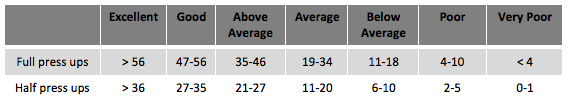 Excellent Good Above Average Average Below Average Poor Very Poor
Full press ups > 56 47-56 35-46 19-34 11-18 4-10 < 4
Half press ups > 36 27-35 21-27 11-20 6-10 2-5 0-1